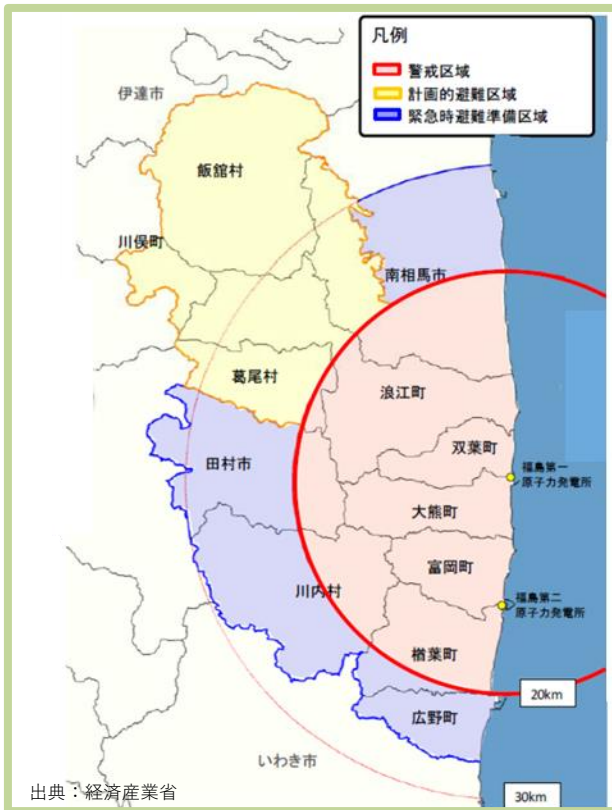 凡例
警戒区域
計画的避難区域
緊急時避難準備区域
伊達市
飯舘村
川俣町
南相馬市
葛尾村
浪江町
双葉町
福島第一
原子力発電所
田村市
大熊町
富岡町
川内村
福島第二
原子力発電所
楢葉町
20km
広野町
いわき市
出典：経済産業省
30km